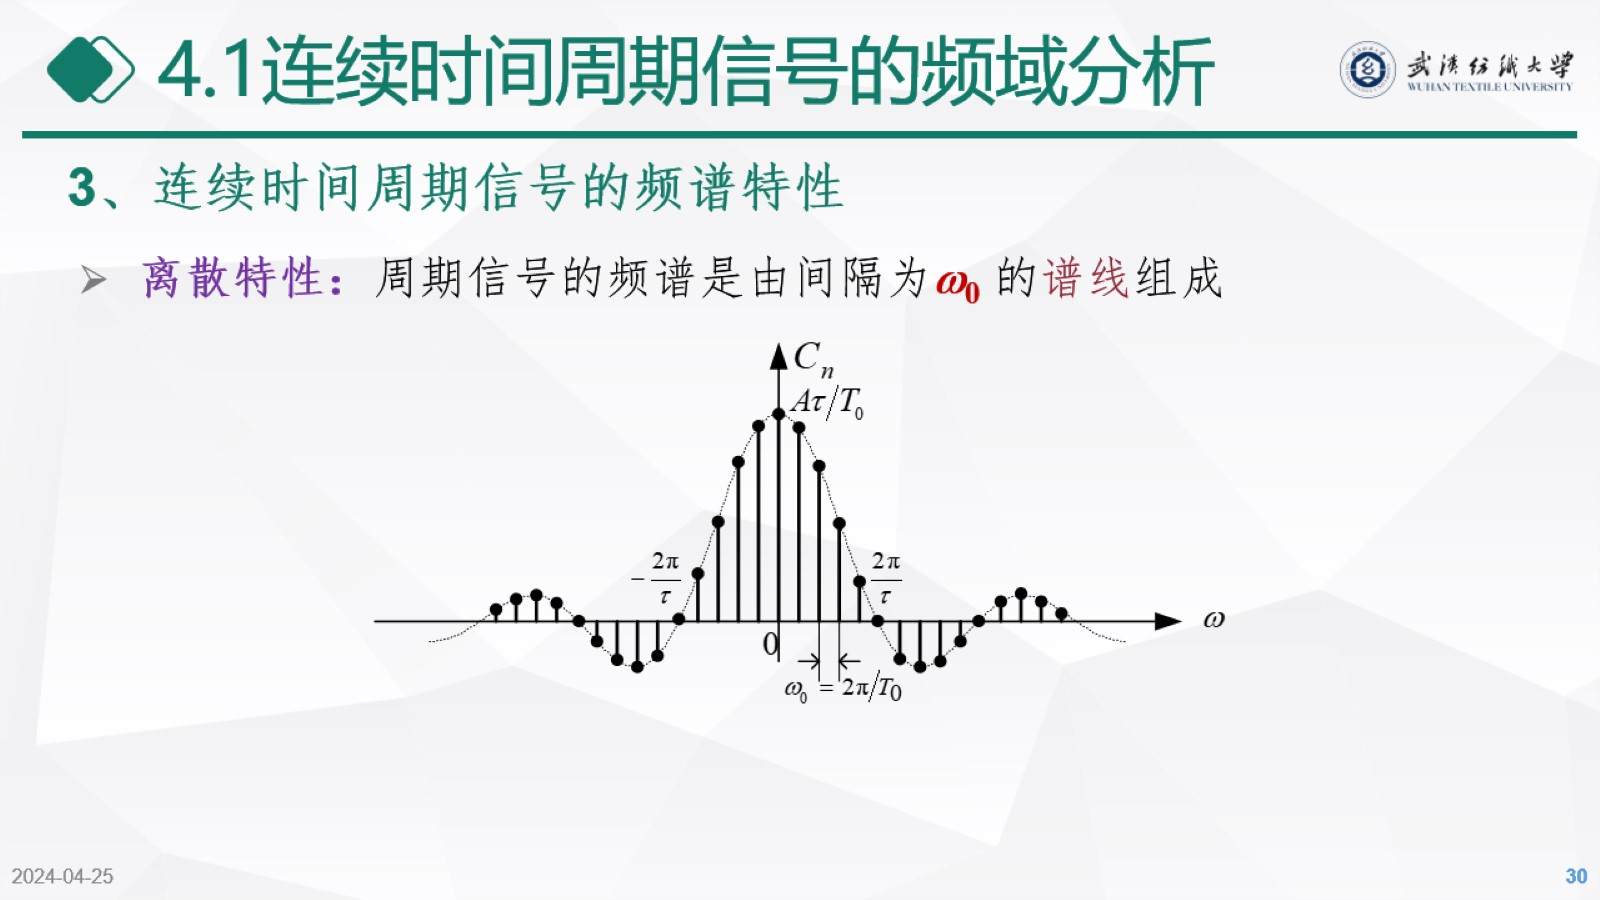 4.1连续时间周期信号的频域分析
武汉纺织大学
WUHAN TEXTILE UNIVERSITY
3、连续时间周期信号的频谱特性
➢ 离散特性：周期信号的频谱是由间隔为ω₀ 的谱线组成
Cₙ
Aτ/T₀
−2π/τ
2π/τ
0
ω
ω₀ = 2π/T0
2024-04-25
30